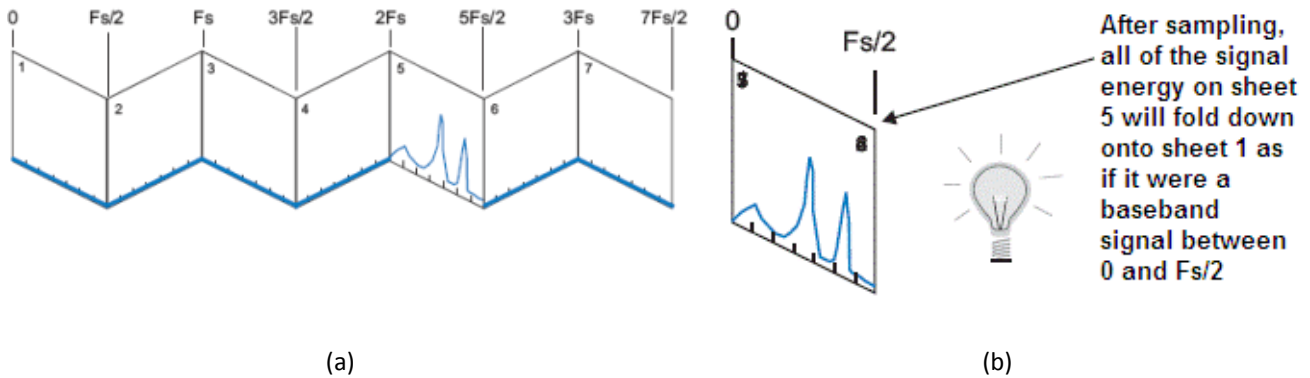 0 Fs/2 Fs 3Fs/2 2Fs 5Fs/2 3Fs 7Fs/2
1 2 3 4 5 6 7
(a)
0
Fs/2
After sampling,
all of the signal
energy on sheet
5 will fold down
onto sheet 1 as
if it were a
baseband
signal between
0 and Fs/2
(b)